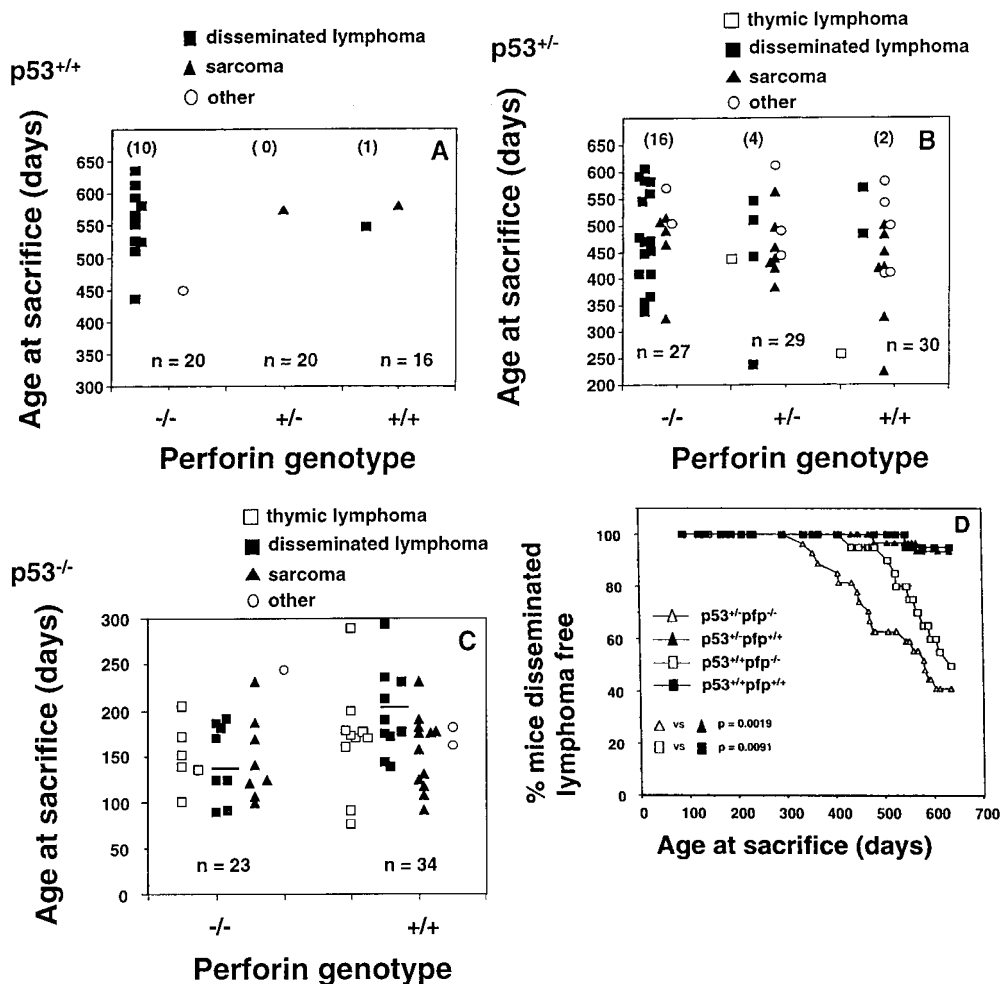 p53+/+
disseminated lymphoma
sarcoma
other
A
(10) (0) (1)
Age at sacrifice (days)
650
600
550
500
450
400
350
300
n = 20 n = 20 n = 16
-/- +/- +/+
Perforin genotype
p53+/-
thymic lymphoma
disseminated lymphoma
sarcoma
other
B
(16) (4) (2)
Age at sacrifice (days)
650
600
550
500
450
400
350
300
250
200
n = 27 n = 29 n = 30
-/- +/- +/+
Perforin genotype
p53-/-
thymic lymphoma
disseminated lymphoma
sarcoma
other
C
Age at sacrifice (days)
300
250
200
150
100
50
0
n = 23 n = 34
-/- +/+
Perforin genotype
D
% mice disseminated
lymphoma free
100
80
60
40
20
0
p53+/-pfp-/-
p53+/-pfp+/+
p53+/+pfp-/-
p53+/+pfp+/+
vs p = 0.0019
vs p = 0.0091
0 100 200 300 400 500 600 700
Age at sacrifice (days)